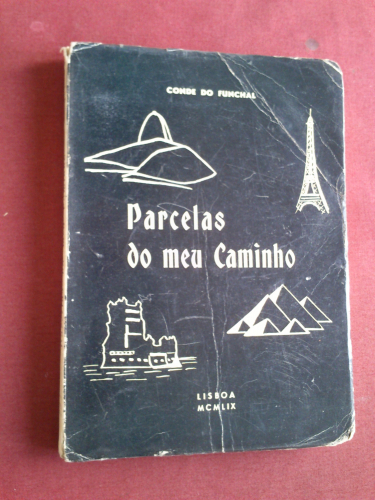 CONDE DO FUNCHAL
Parcelas
do meu Caminho
LISBOA
MCMLIX